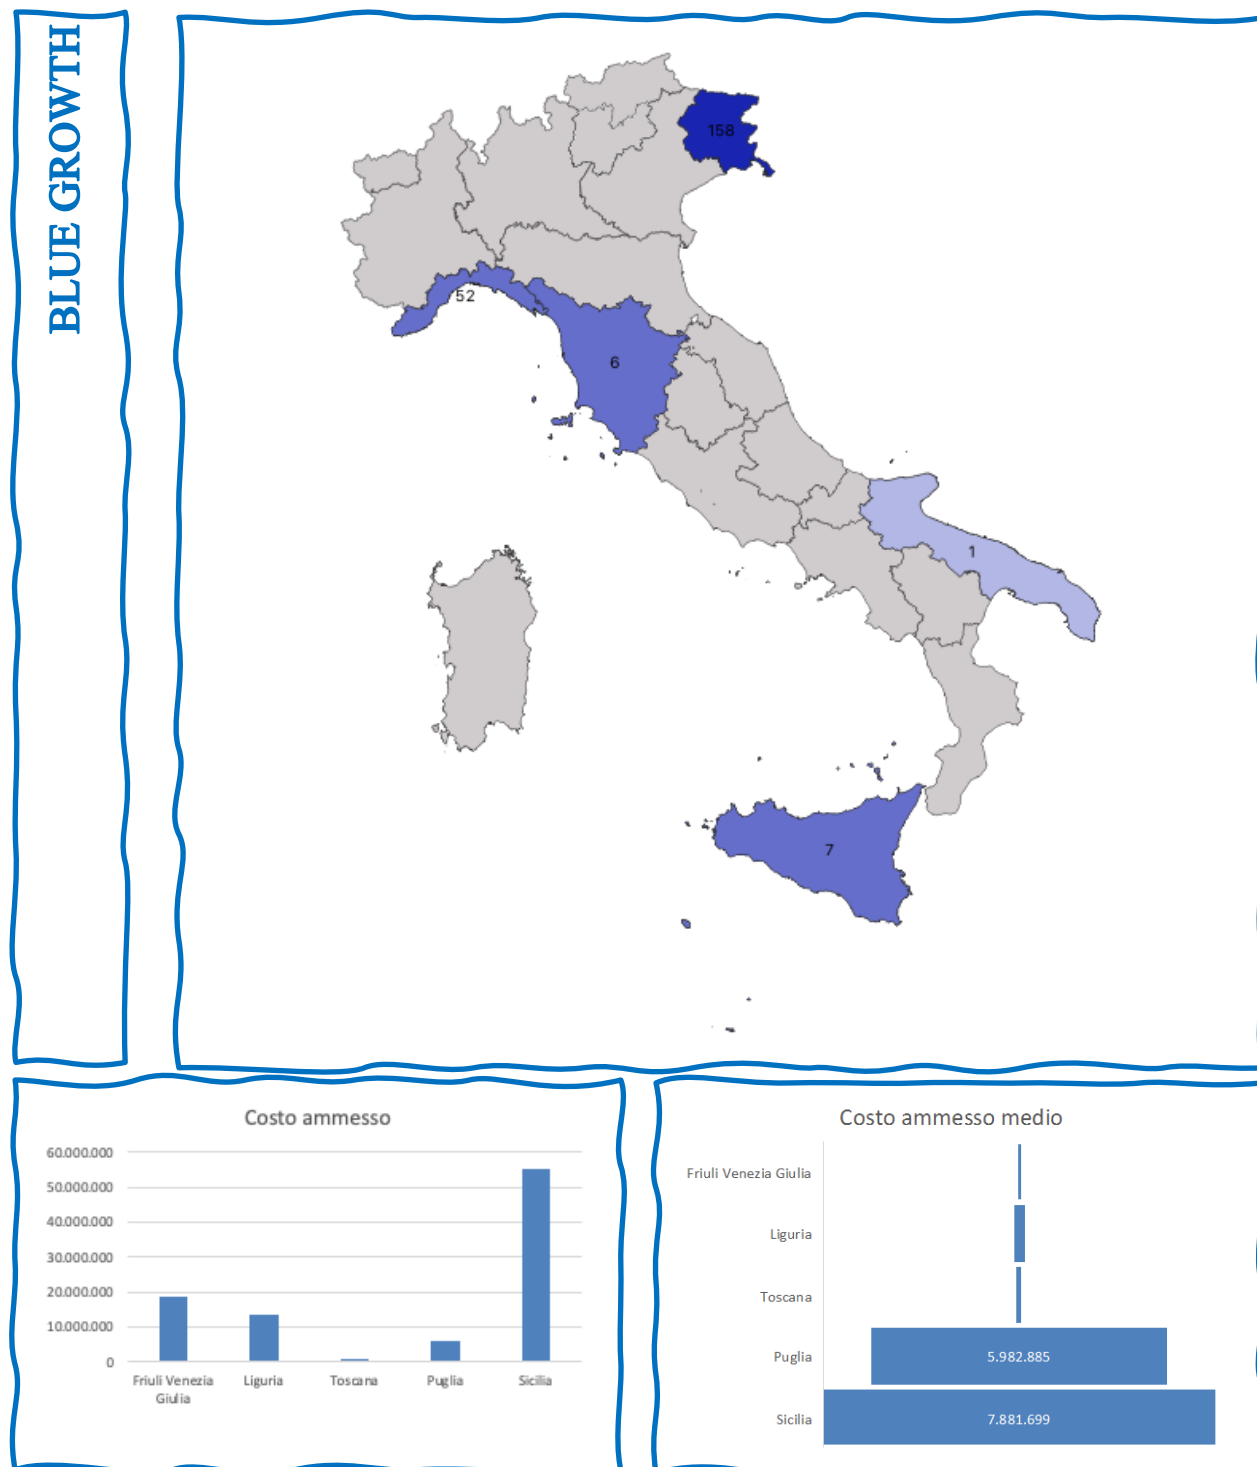 BLUE GROWTH
158
52
6
1
7
Costo ammesso
60.000.000
50.000.000
40.000.000
30.000.000
20.000.000
10.000.000
0
Friuli Venezia
Giulia
Liguria
Toscana
Puglia
Sicilia
Costo ammesso medio
Friuli Venezia Giulia
Liguria
Toscana
Puglia
5.982.885
Sicilia
7.881.699